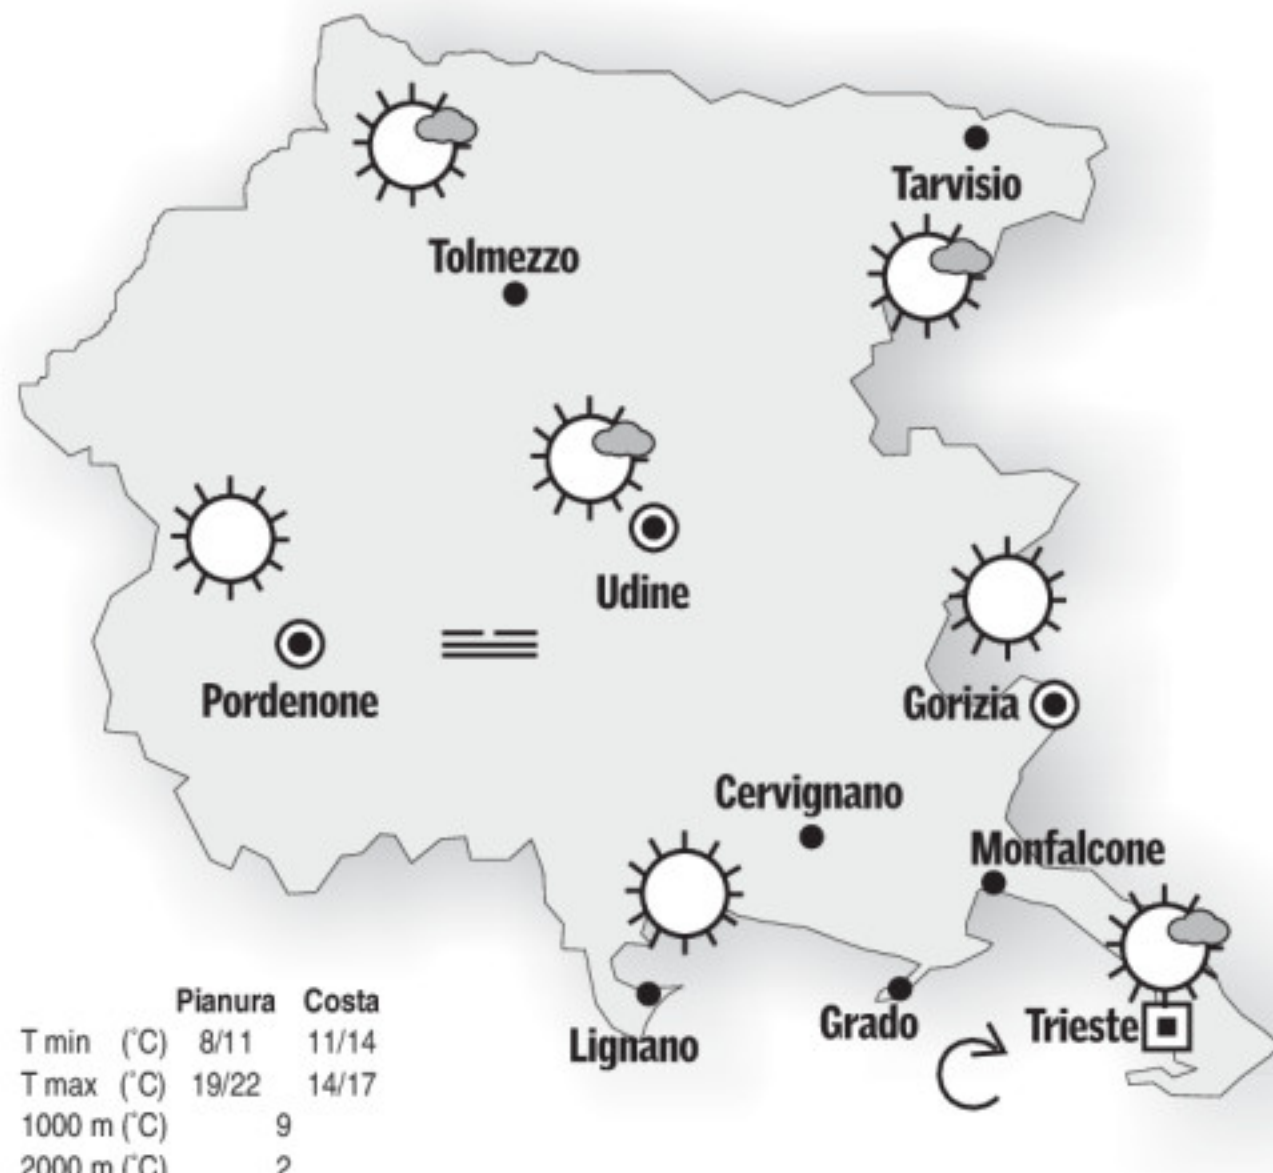 Tarvisio
Tolmezzo
Udine
Pordenone
Gorizia
Cervignano
Monfalcone
Grado
Trieste
Lignano
Pianura Costa
T min (°C) 8/11 11/14
T max (°C) 19/22 14/17
1000 m (°C) 9
2000 m (°C) 2